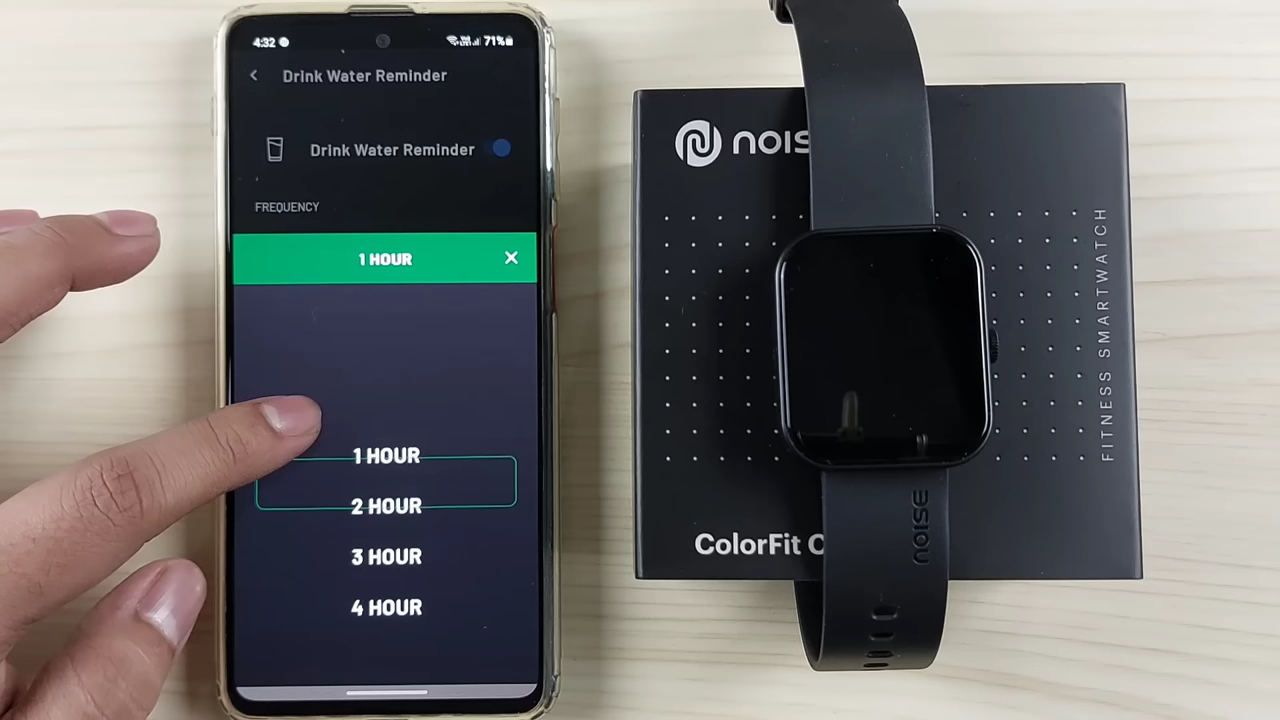 4:32
71%
Drink Water Reminder
Drink Water Reminder
FREQUENCY
1 HOUR
1 HOUR
2 HOUR
3 HOUR
4 HOUR
NOIS
FITNESS SMARTWATCH
ColorFit
NOISE